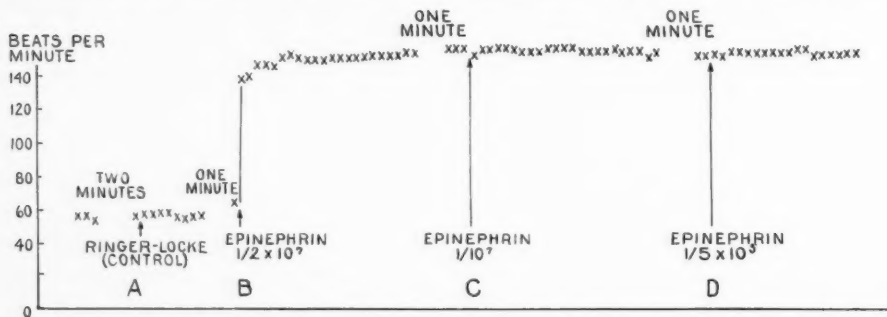 BEATS PER
MINUTE
140
120
100
80
60
40
0
TWO
MINUTES
RINGER-LOCKE
(CONTROL)
A
ONE
MINUTE
EPINEPHRIN
1/2 x 10⁷
B
ONE
MINUTE
EPINEPHRIN
1/10⁷
C
ONE
MINUTE
EPINEPHRIN
1/5 x 10⁵
D